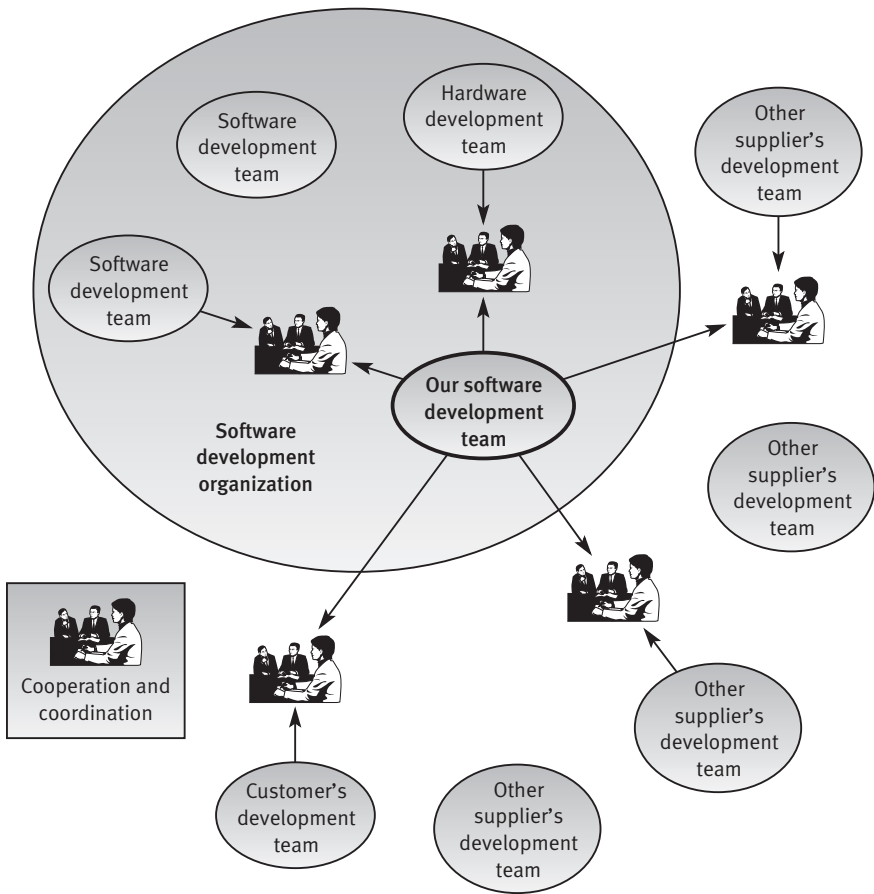 Hardware
development
team
Software
development
team
Other
supplier's
development
team
Software
development
team
Our software
development
team
Software
development
organization
Other
supplier's
development
team
Cooperation and
coordination
Other
supplier's
development
team
Customer's
development
team
Other
supplier's
development
team